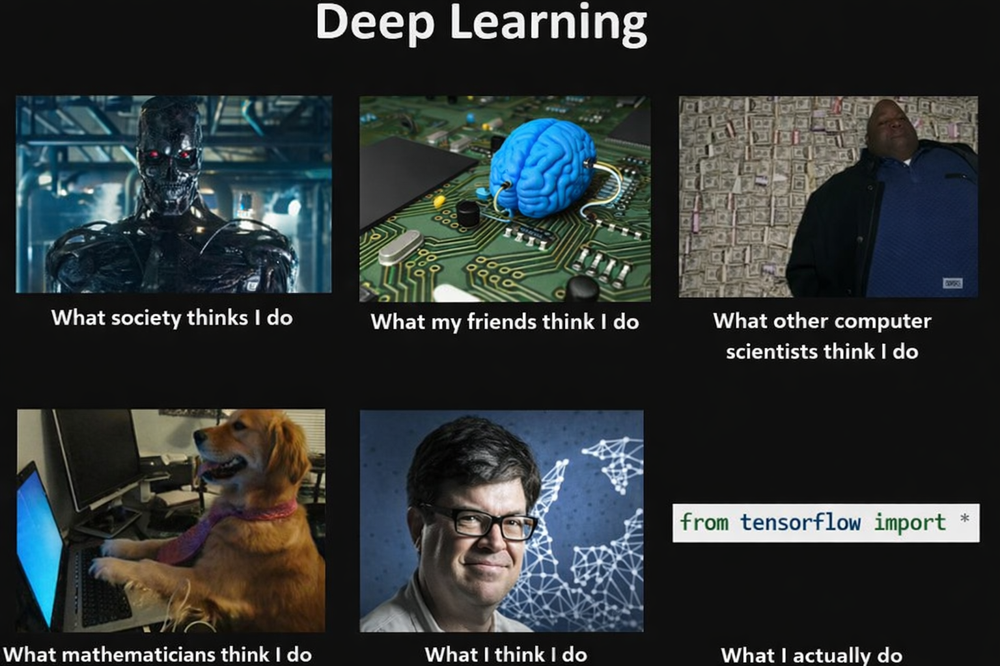 Deep Learning
What society thinks I do
What my friends think I do
What other computer
scientists think I do
What mathematicians think I do
What I think I do
from tensorflow import *
What I actually do